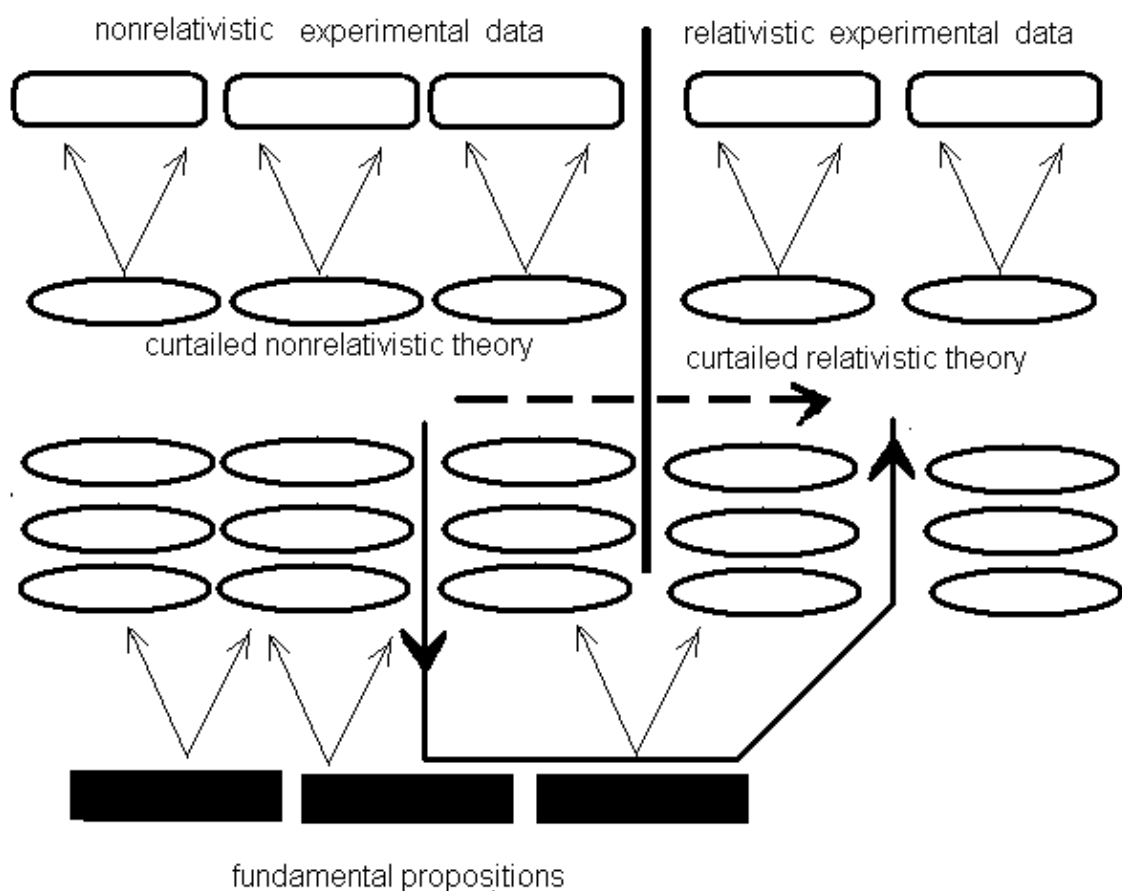 nonrelativistic experimental data
relativistic experimental data
curtailed nonrelativistic theory
curtailed relativistic theory
fundamental propositions